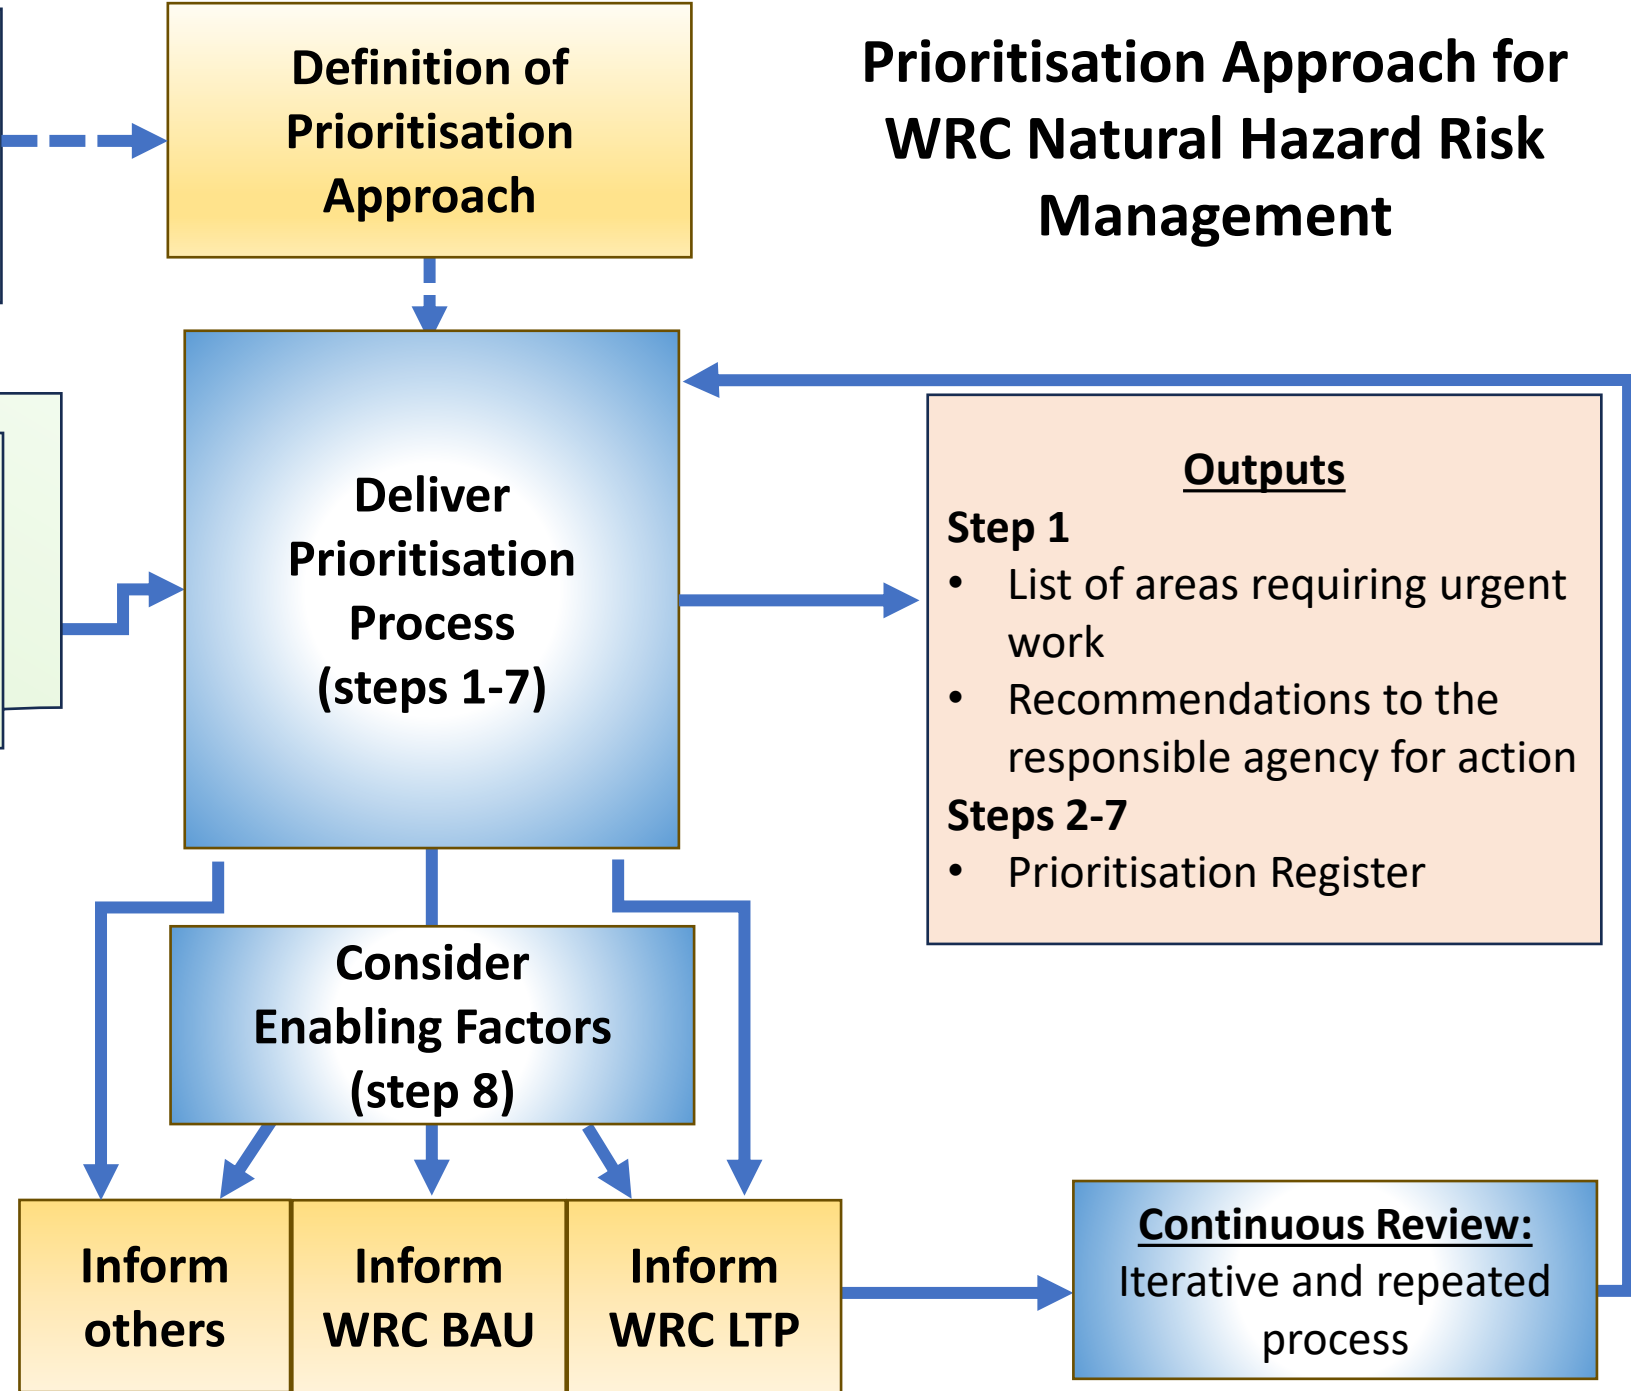 Definition of
Prioritisation
Approach
Prioritisation Approach for
WRC Natural Hazard Risk
Management
Deliver
Prioritisation
Process
(steps 1-7)
Outputs
Step 1
• List of areas requiring urgent
work
• Recommendations to the
responsible agency for action
Steps 2-7
• Prioritisation Register
Consider
Enabling Factors
(step 8)
Inform
others
Inform
WRC BAU
Inform
WRC LTP
Continuous Review:
Iterative and repeated
process